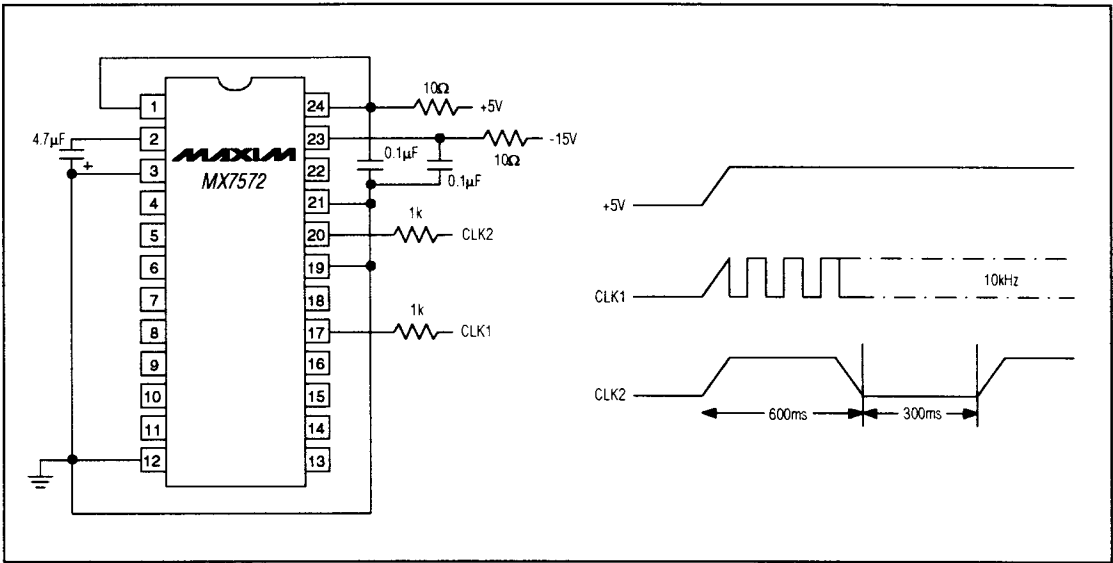 1
2
3
4
5
6
7
8
9
10
11
12
MAXIM
MX7572
24
23
22
21
20
19
18
17
16
15
14
13
4.7µF
+
10Ω
+5V
10Ω
-15V
0.1µF
0.1µF
1k
CLK2
1k
CLK1
+5V
CLK1
10kHz
CLK2
600ms
300ms